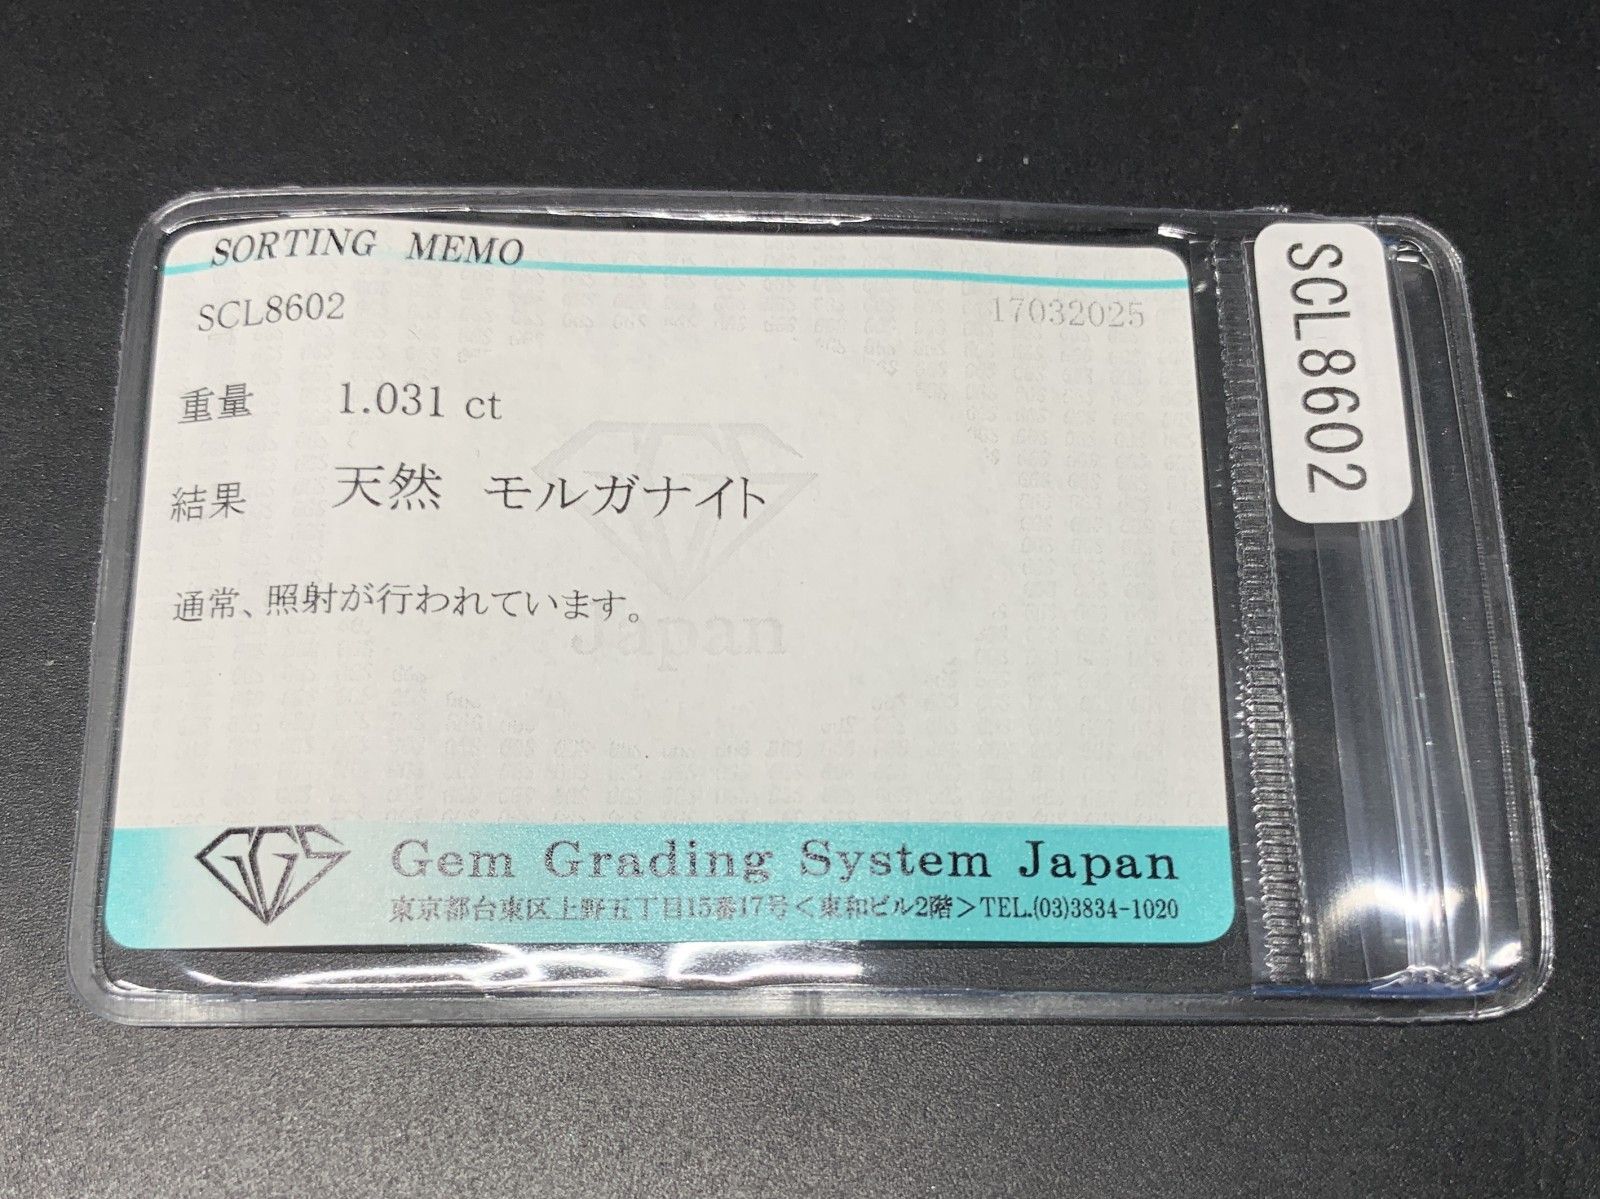 SORTING MEMO
SCL8602
17032025
重量 1.031 ct
結果 天然 モルガナイト
通常、照射が行われています。
Japan
GGS
Gem Grading System Japan
東京都台東区上野五丁目15番17号<東和ビル2階>TEL.(03)3834-1020
SCL8602